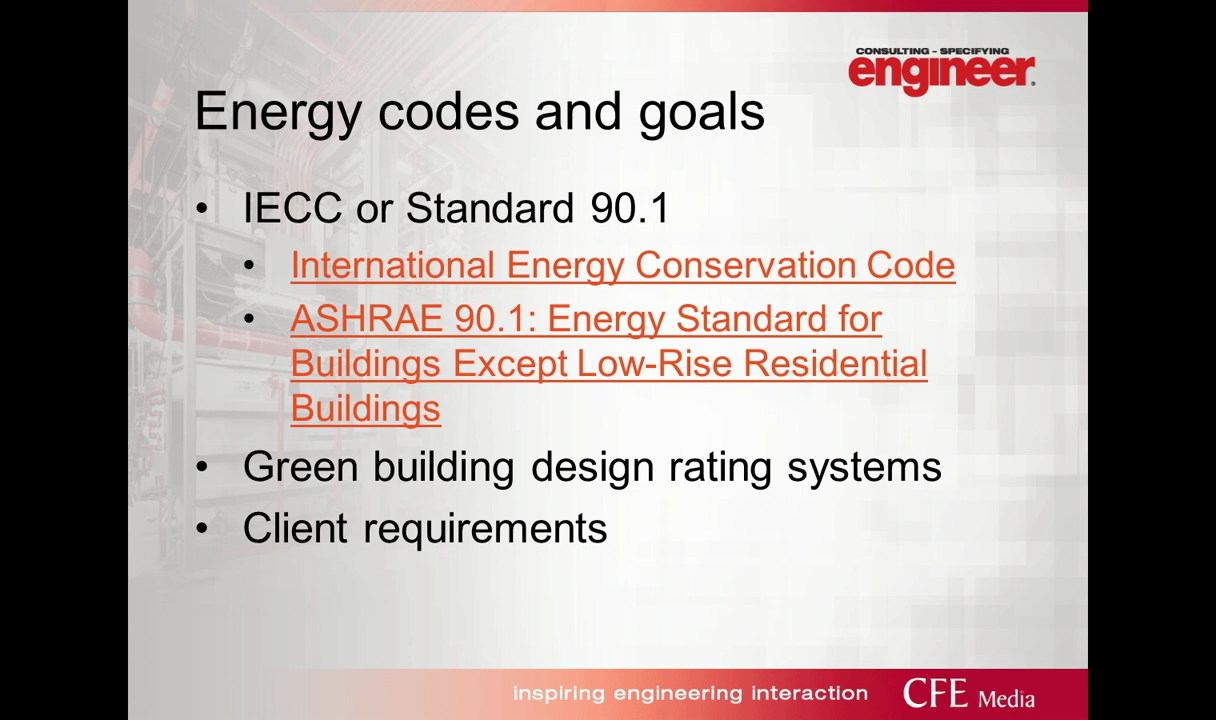 CONSULTING - SPECIFYING
engineer.
Energy codes and goals
• IECC or Standard 90.1
• International Energy Conservation Code
• ASHRAE 90.1: Energy Standard for
Buildings Except Low-Rise Residential
Buildings
• Green building design rating systems
• Client requirements
inspiring engineering interaction
CFE Media